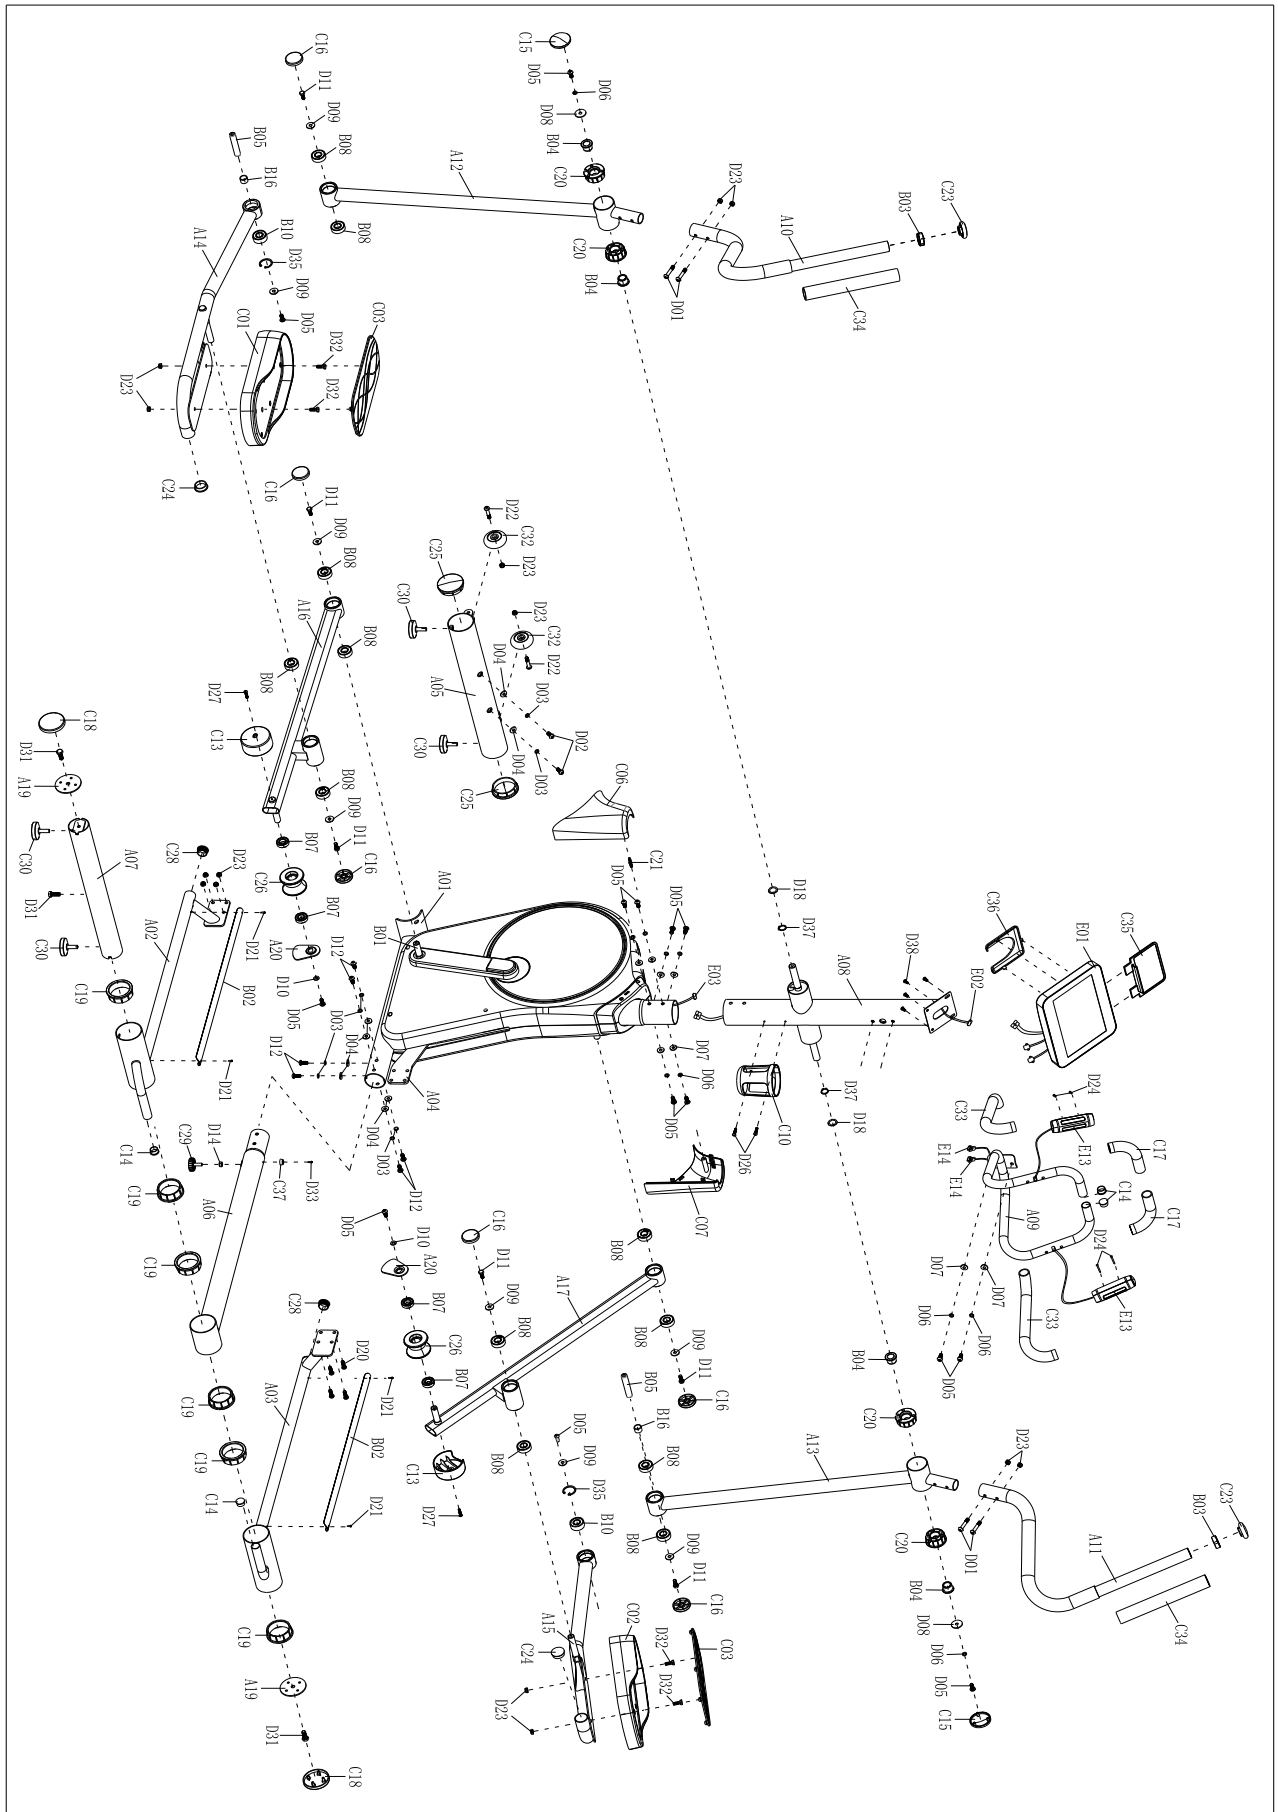 C16
D11
D09
B08
B05
B16
A14
B10
D35
D09
D05
B08
A12
C15
D05
D06
D08
B04
C20
C20
B04
D23
A10
B03
C23
D01
C34
C01
D32
C03
D32
D23
C24
C16
D11
D09
B08
A16
B08
B08
D27
C13
B08
D09
D11
C16
D22
C32
D23
C25
C30
D23
C32
D22
D04
D03
A05
D02
D04
D03
C30
C25
C06
C21
D05
D05
C18
D31
A19
C30
A07
D31
C30
C28
D23
A02
D21
B02
D21
C19
B07
C26
B07
A20
D10
D05
A01
B01
D12
D03
D04
D12
A04
D04
D03
D12
E03
D07
D06
D05
D18
D37
A08
D38
E02
C36
E01
C35
C10
D26
D37
D18
C07
D24
C33
E13
C17
E14
E14
C14
A09
C17
D24
D07
D07
D06
D06
D05
C33
E13
C14
C29
D14
C37
D33
C19
A06
C19
D05
D10
A20
B07
C26
B07
C16
D11
D09
B08
A17
B08
B08
D09
D11
C16
C28
D20
A03
D21
B02
D21
C19
C19
C14
C13
D27
B08
D05
D09
D35
B10
B05
B16
B08
B08
D09
D11
C16
A13
B04
C20
C20
B04
D08
D06
D05
C15
D23
D01
A11
B03
C23
C34
A15
C24
C02
D32
C03
D32
D23
C19
A19
D31
C18